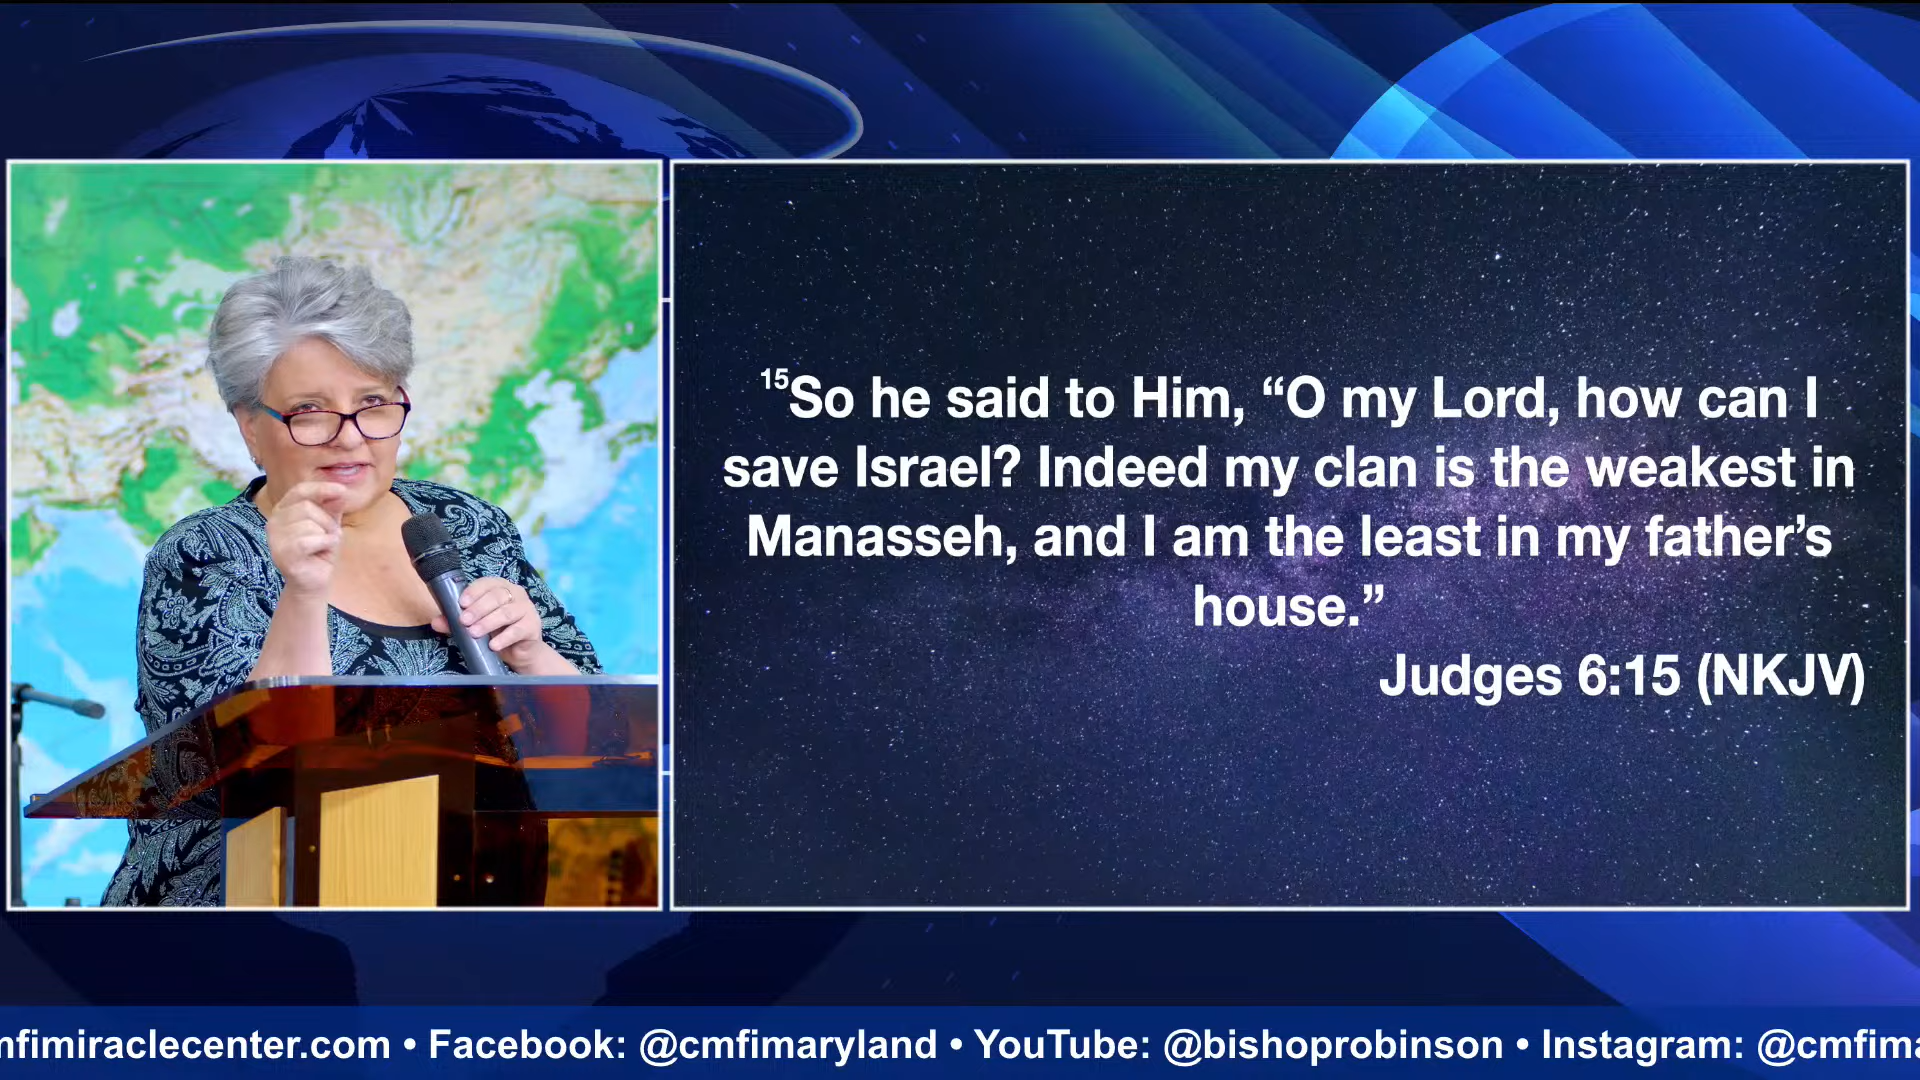 15So he said to Him, “O my Lord, how can I
save Israel? Indeed my clan is the weakest in
Manasseh, and I am the least in my father’s
house.”
Judges 6:15 (NKJV)
mfimiraclecenter.com • Facebook: @cmfimaryland • YouTube: @bishoprobinson • Instagram: @cmfima